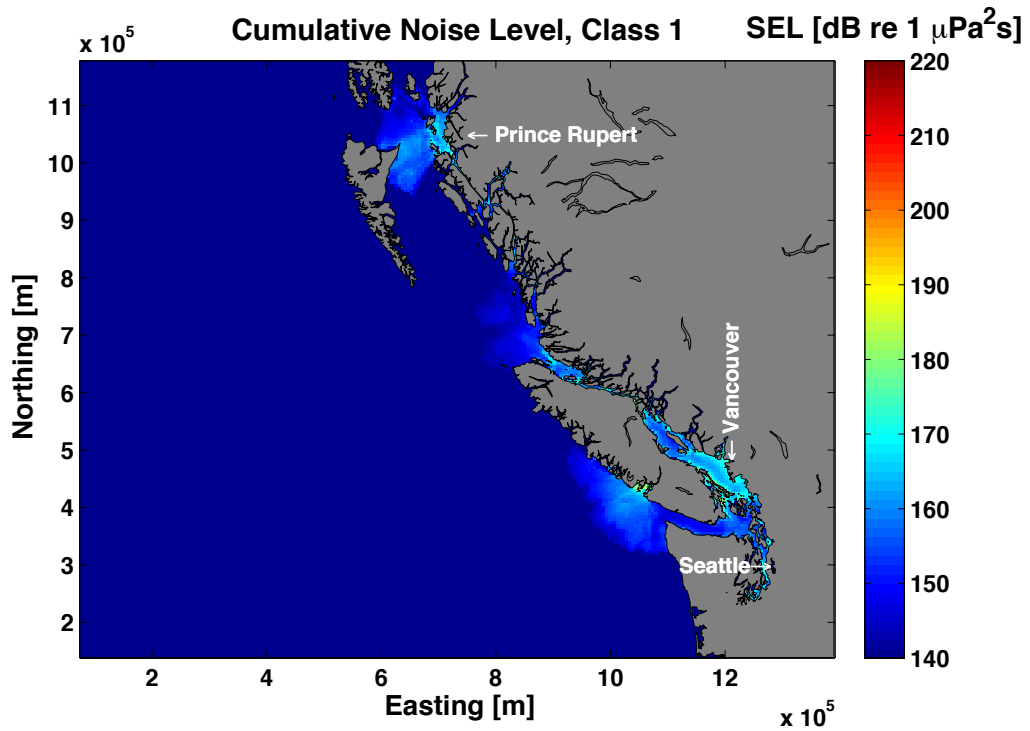 Cumulative Noise Level, Class 1
SEL [dB re 1 μPa²s]
x 10⁵
11
10
9
8
7
6
5
4
3
2
Northing [m]
Prince Rupert
Vancouver
Seattle
2
4
6
8
10
12
Easting [m]
x 10⁵
220
210
200
190
180
170
160
150
140